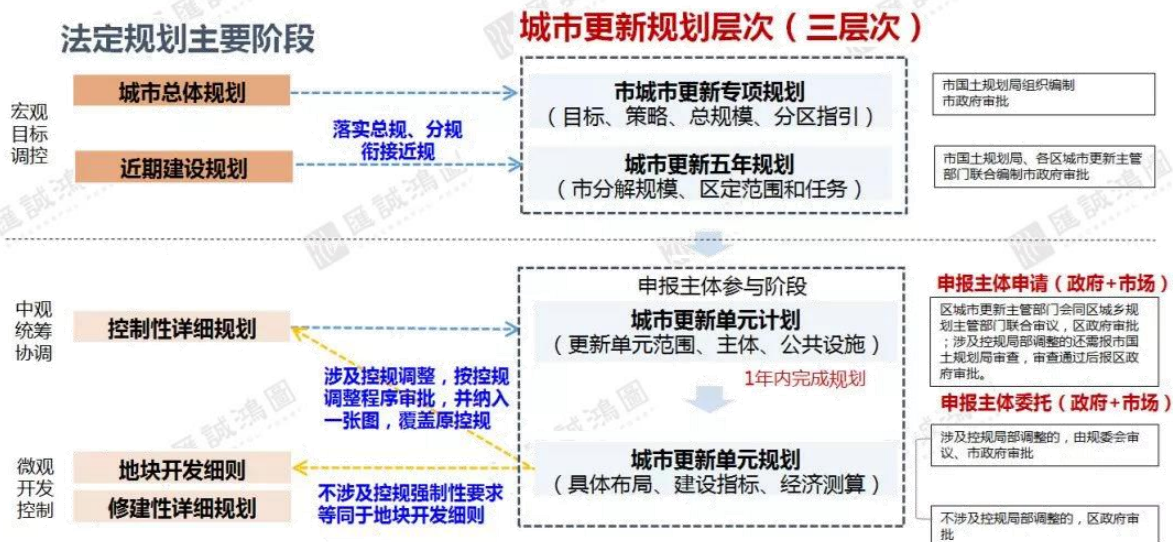 法定规划主要阶段
城市更新规划层次（三层次）
宏观
目标
调控
城市总体规划
近期建设规划
落实总规、分规
衔接近规
市城市更新专项规划
（目标、策略、总规模、分区指引）
城市更新五年规划
（市分解规模、区定范围和任务）
市国土规划局组织编制
市政府审批
市国土规划局、各区城市更新主管
部门联合编制市政府审批
中观
统筹
协调
控制性详细规划
申报主体参与阶段
城市更新单元计划
（更新单元范围、主体、公共设施）
1年内完成规划
申报主体申请（政府+市场）
区城市更新主管部门会同区城乡规
划主管部门联合审议，区政府审批
；涉及控规局部调整的还需报市国
土规划局审查，审查通过后报区政
府审批。
涉及控规调整，按控规
调整程序审批，并纳入
一张图，覆盖原控规
申报主体委托（政府+市场）
涉及控规局部调整的，由规委会审
议、市政府审批
微观
开发
控制
地块开发细则
修建性详细规划
不涉及控规强制性要求
等同于地块开发细则
城市更新单元规划
（具体布局、建设指标、经济测算）
不涉及控规局部调整的，区政府审
批
匯誠鴻圖